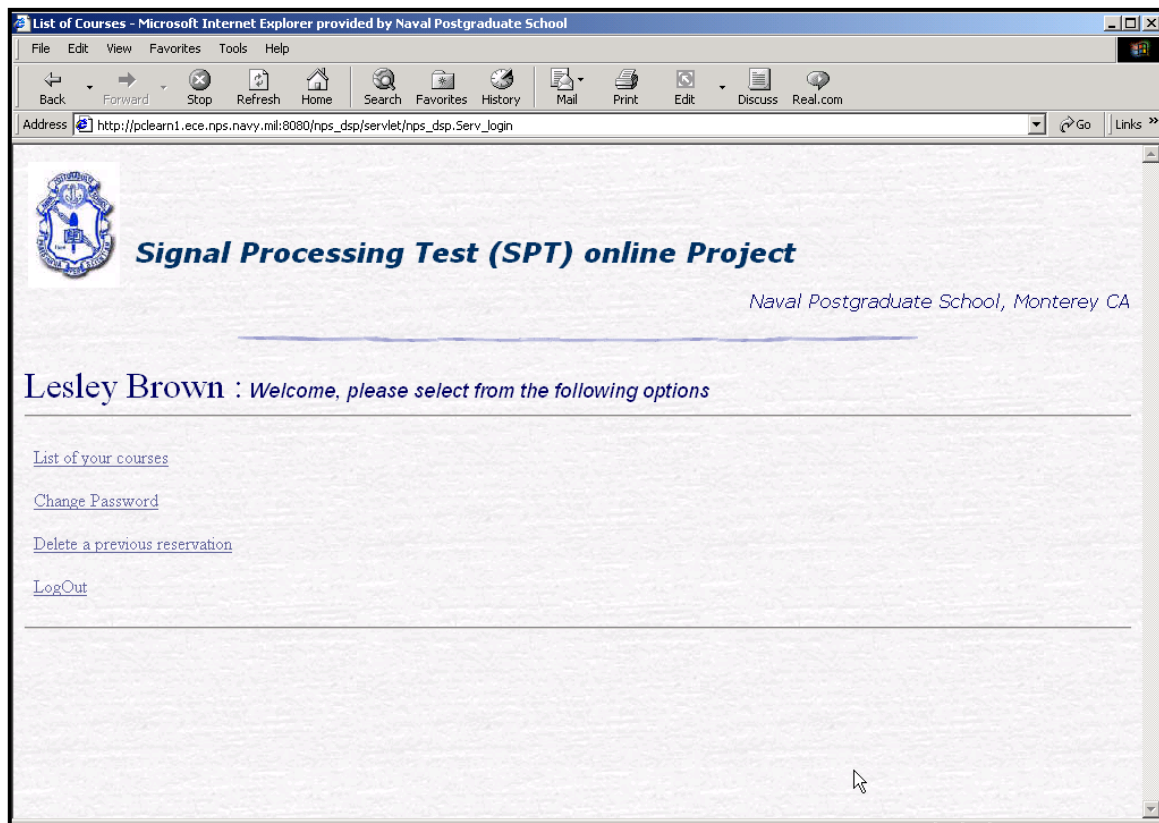 List of Courses - Microsoft Internet Explorer provided by Naval Postgraduate School
File Edit View Favorites Tools Help
Back Forward Stop Refresh Home Search Favorites History Mail Print Edit Discuss Real.com
Address http://pclearn1.ece.nps.navy.mil:8080/nps_dsp/servlet/nps_dsp.Serv_login Go Links »
Signal Processing Test (SPT) online Project
Naval Postgraduate School, Monterey CA
Lesley Brown : Welcome, please select from the following options
List of your courses
Change Password
Delete a previous reservation
LogOut